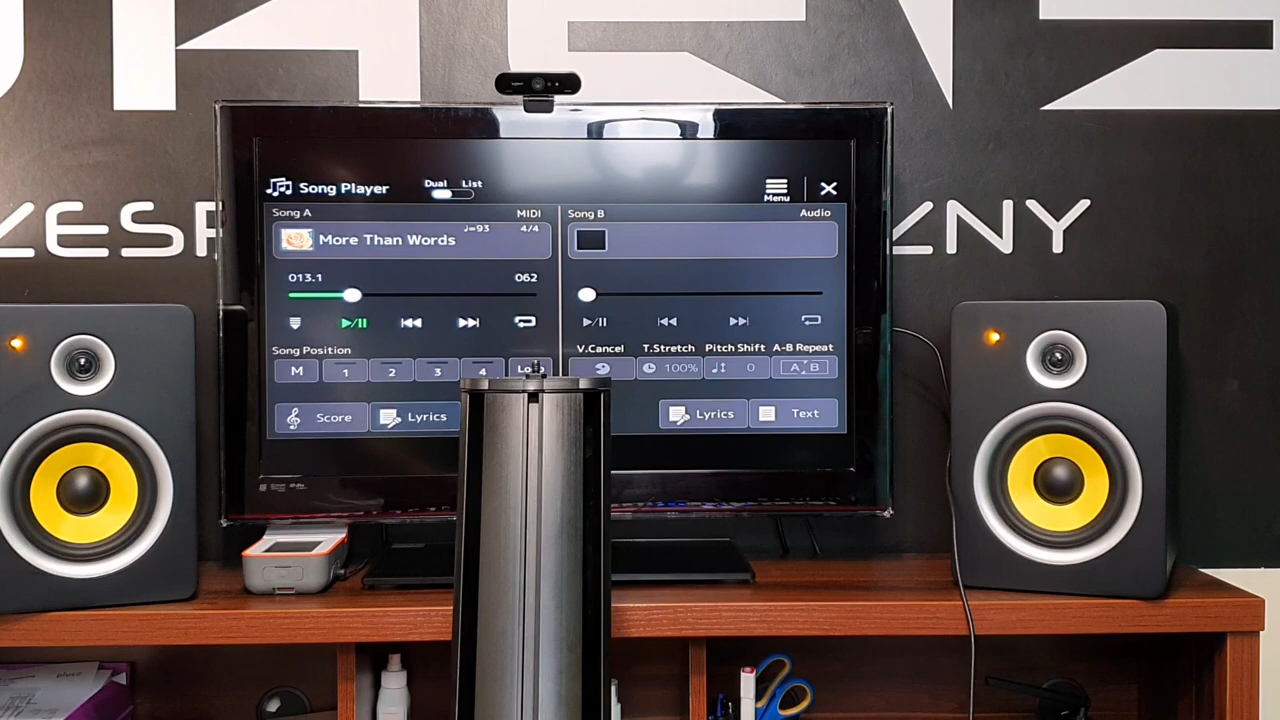 ZESP
ZNY
logitech
Song Player
Dual List
Menu
Song A MIDI
♩=93 4/4
More Than Words
013.1 062
Song Position
M 1 2 3 4
Score Lyrics
Song B Audio
V.Cancel T.Stretch Pitch Shift A-B Repeat
100% 0 A B
Lyrics Text